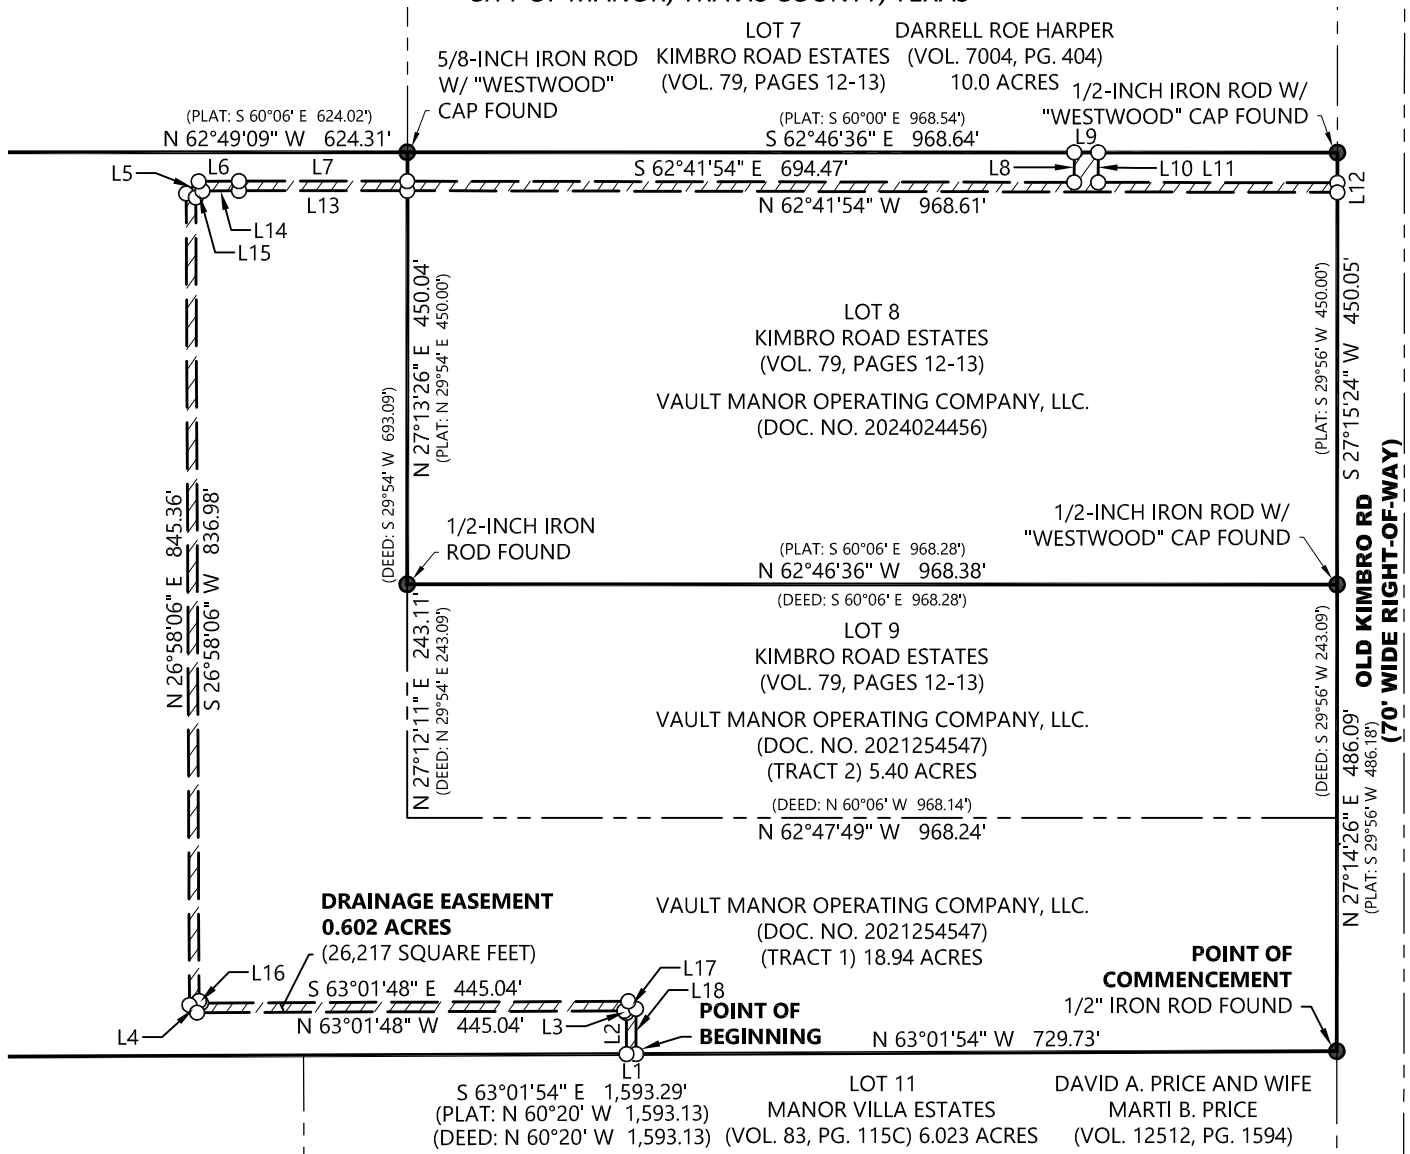 LOT 7
KIMBRO ROAD ESTATES
(VOL. 79, PAGES 12-13)
DARRELL ROE HARPER
(VOL. 7004, PG. 404)
10.0 ACRES
5/8-INCH IRON ROD
W/ "WESTWOOD"
CAP FOUND
1/2-INCH IRON ROD W/
"WESTWOOD" CAP FOUND
(PLAT: S 60°06' E 624.02')
N 62°49'09" W 624.31'
(PLAT: S 60°00' E 968.54')
S 62°46'36" E 968.64'
L9
L5
L6
L7
S 62°41'54" E 694.47'
L8
L10
L11
L12
L13
N 62°41'54" W 968.61'
L14
L15
N 27°13'26" E 450.04'
(PLAT: N 29°54' E 450.00')
(DEED: S 29°54' W 693.09')
LOT 8
KIMBRO ROAD ESTATES
(VOL. 79, PAGES 12-13)
VAULT MANOR OPERATING COMPANY, LLC.
(DOC. NO. 2024024456)
(PLAT: S 29°56' W 450.00')
S 27°15'24" W 450.05'
OLD KIMBRO RD
(70' WIDE RIGHT-OF-WAY)
N 26°58'06" E 845.36'
S 26°58'06" W 836.98'
1/2-INCH IRON
ROD FOUND
1/2-INCH IRON ROD W/
"WESTWOOD" CAP FOUND
(PLAT: S 60°06' E 968.28')
N 62°46'36" W 968.38'
(DEED: S 60°06' E 968.28')
N 27°12'11" E 243.11'
(DEED: N 29°54' E 243.09')
LOT 9
KIMBRO ROAD ESTATES
(VOL. 79, PAGES 12-13)
VAULT MANOR OPERATING COMPANY, LLC.
(DOC. NO. 2021254547)
(TRACT 2) 5.40 ACRES
(DEED: S 29°56' W 243.09')
N 27°14'26" E 486.09'
(PLAT: S 29°56' W 486.18')
(DEED: N 60°06' W 968.14')
N 62°47'49" W 968.24'
DRAINAGE EASEMENT
0.602 ACRES
(26,217 SQUARE FEET)
VAULT MANOR OPERATING COMPANY, LLC.
(DOC. NO. 2021254547)
(TRACT 1) 18.94 ACRES
POINT OF
COMMENCEMENT
1/2" IRON ROD FOUND
L16
S 63°01'48" E 445.04'
N 63°01'48" W 445.04'
L17
L18
L3
L2
L4
POINT OF
BEGINNING
N 63°01'54" W 729.73'
L1
S 63°01'54" E 1,593.29'
(PLAT: N 60°20' W 1,593.13)
(DEED: N 60°20' W 1,593.13)
LOT 11
MANOR VILLA ESTATES
(VOL. 83, PG. 115C) 6.023 ACRES
DAVID A. PRICE AND WIFE
MARTI B. PRICE
(VOL. 12512, PG. 1594)